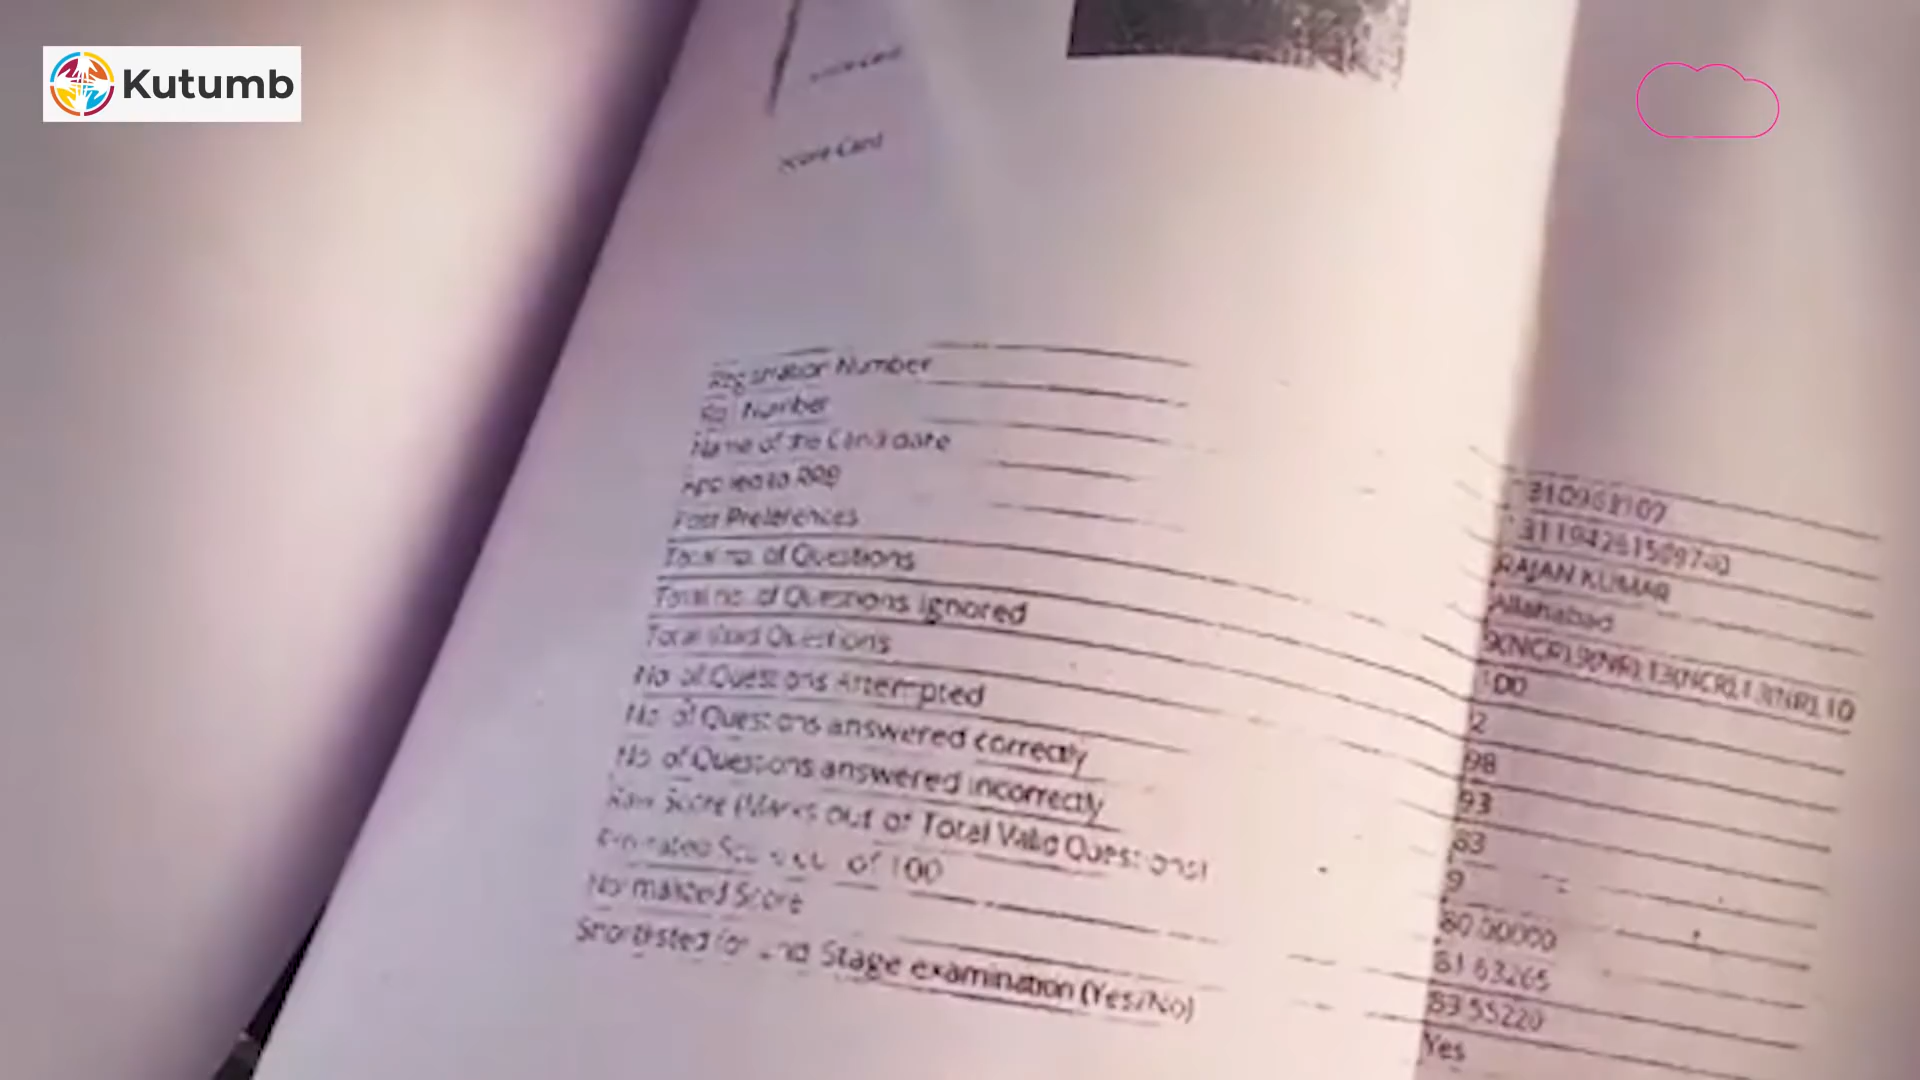 Kutumb
Score Card
Registration Number
Number
Name of the Candidate
Applied to RRB
Post Preferences
Total no. of Questions
Total no. of Questions Ignored
Total Valid Questions
No. of Questions Attempted
No. of Questions answered correctly
No. of Questions answered incorrectly
Raw Score (Marks out of Total Valid Questions)
of 100
Normalized Score
Shortlisted for 2nd Stage examination (Yes/No)
RAJAN KUMAR
Allahabad
100
2
98
93
83
9
80.00000
81.63265
83.55220
Yes